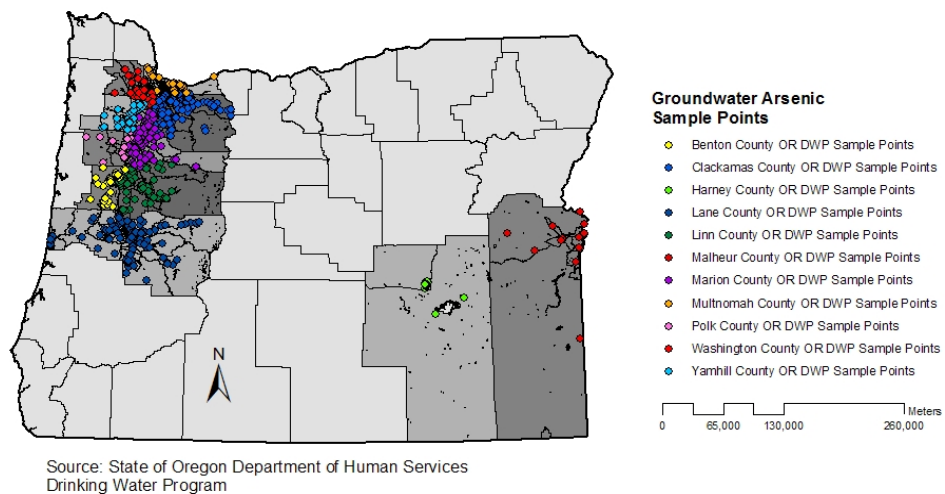 Groundwater Arsenic
Sample Points
Benton County OR DWP Sample Points
Clackamas County OR DWP Sample Points
Harney County OR DWP Sample Points
Lane County OR DWP Sample Points
Linn County OR DWP Sample Points
Malheur County OR DWP Sample Points
Marion County OR DWP Sample Points
Multnomah County OR DWP Sample Points
Polk County OR DWP Sample Points
Washington County OR DWP Sample Points
Yamhill County OR DWP Sample Points
N
Meters
0 65,000 130,000 260,000
Source: State of Oregon Department of Human Services
Drinking Water Program